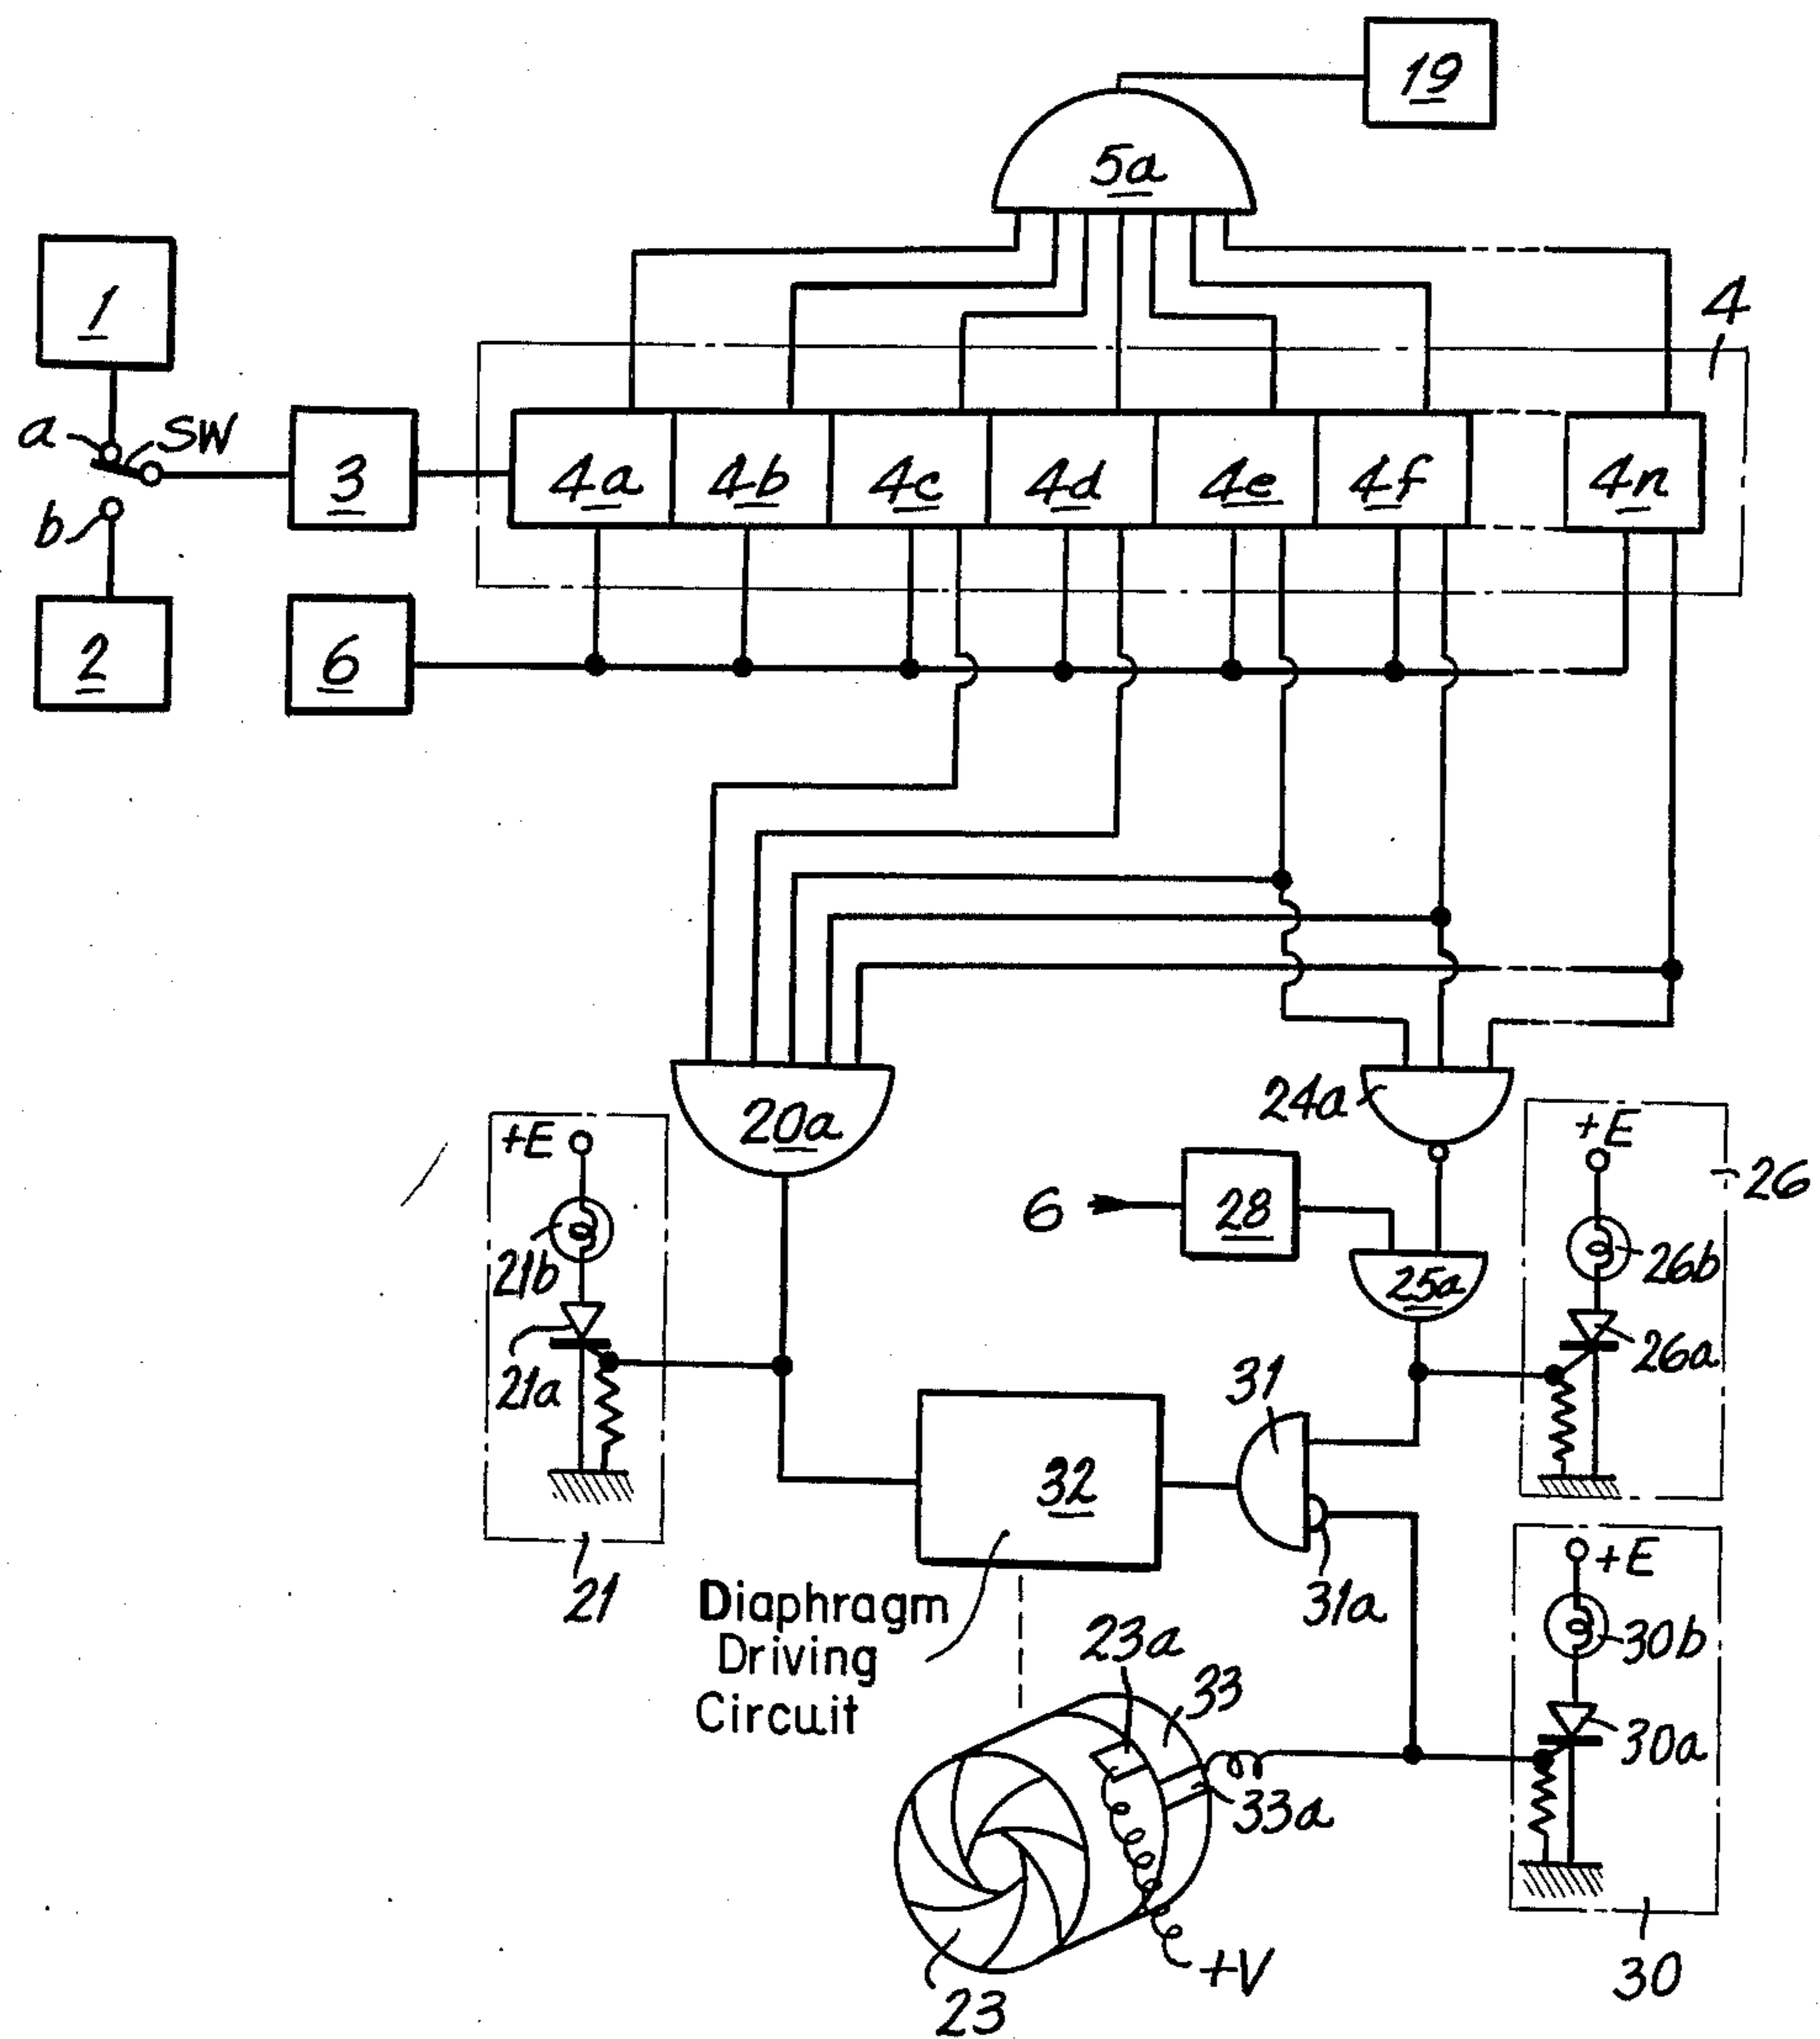 19
5a
1
4
a
SW
3
4a
4b
4c
4d
4e
4f
4n
b
2
6
24a
20a
+E
+E
26
6
28
21b
25a
26b
21a
31
26a
32
+E
21
Diaphragm
Driving
Circuit
31a
23a
33
30b
30a
33a
+V
23
30